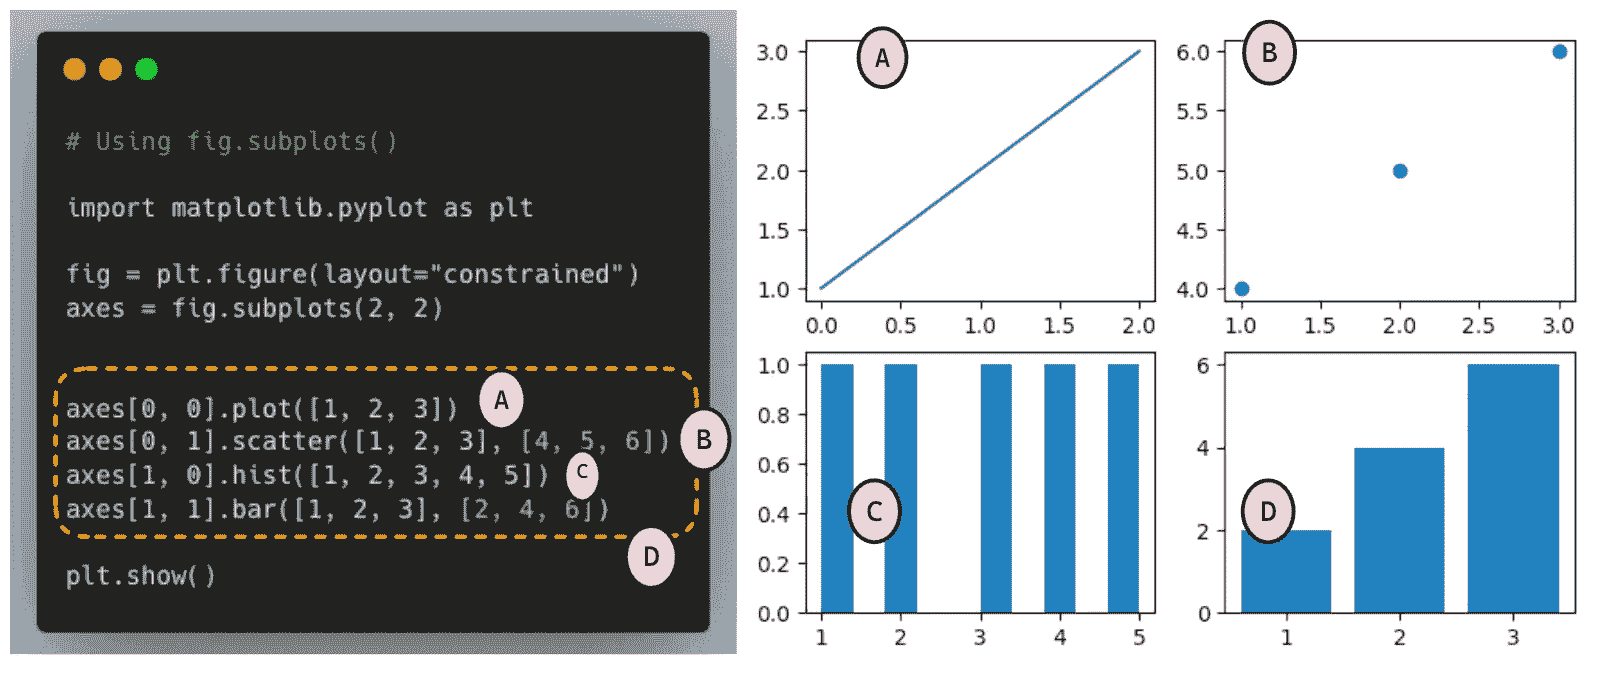 # Using fig.subplots()
import matplotlib.pyplot as plt
fig = plt.figure(layout="constrained")
axes = fig.subplots(2, 2)
axes[0, 0].plot([1, 2, 3])
A
axes[0, 1].scatter([1, 2, 3], [4, 5, 6])
B
axes[1, 0].hist([1, 2, 3, 4, 5])
C
axes[1, 1].bar([1, 2, 3], [2, 4, 6])
D
plt.show()
A
3.0
2.5
2.0
1.5
1.0
0.0 0.5 1.0 1.5 2.0
B
6.0
5.5
5.0
4.5
4.0
1.0 1.5 2.0 2.5 3.0
C
1.0
0.8
0.6
0.4
0.2
0.0
1 2 3 4 5
D
6
4
2
0
1 2 3